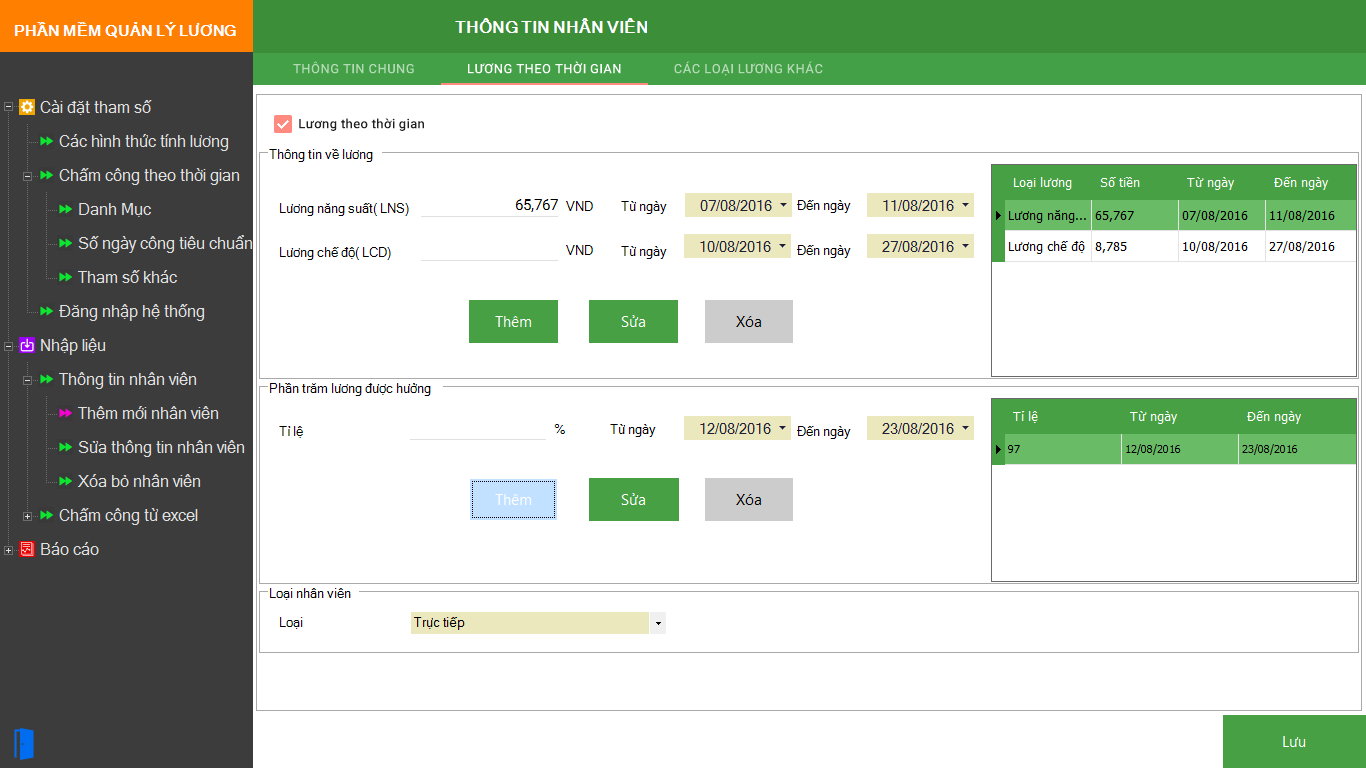 PHẦN MỀM QUẢN LÝ LƯƠNG
THÔNG TIN NHÂN VIÊN
THÔNG TIN CHUNG
LƯƠNG THEO THỜI GIAN
CÁC LOẠI LƯƠNG KHÁC
Cài đặt tham số
Các hình thức tính lương
Chấm công theo thời gian
Danh Mục
Số ngày công tiêu chuẩn
Tham số khác
Đăng nhập hệ thống
Nhập liệu
Thông tin nhân viên
Thêm mới nhân viên
Sửa thông tin nhân viên
Xóa bỏ nhân viên
Chấm công từ excel
Báo cáo
Lương theo thời gian
Thông tin về lương
Lương năng suất( LNS) 65,767 VND Từ ngày 07/08/2016 Đến ngày 11/08/2016
Lương chế độ( LCD) VND Từ ngày 10/08/2016 Đến ngày 27/08/2016
Thêm Sửa Xóa
Loại lương Số tiền Từ ngày Đến ngày
Lương năng... 65,767 07/08/2016 11/08/2016
Lương chế độ 8,785 10/08/2016 27/08/2016
Phần trăm lương được hưởng
Tỉ lệ % Từ ngày 12/08/2016 Đến ngày 23/08/2016
Thêm Sửa Xóa
Tỉ lệ Từ ngày Đến ngày
97 12/08/2016 23/08/2016
Loại nhân viên
Loại Trực tiếp
Lưu